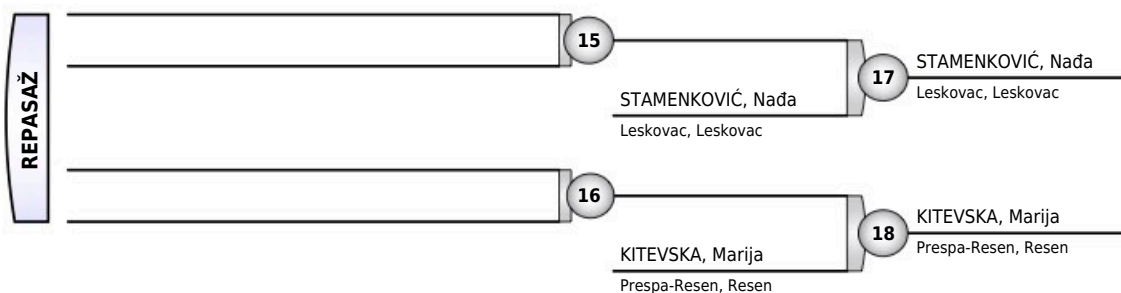 REPASAŽ
15
STAMENKOVIĆ, Nađa
Leskovac, Leskovac
17
STAMENKOVIĆ, Nađa
Leskovac, Leskovac
16
KITEVSKA, Marija
Prespa-Resen, Resen
18
KITEVSKA, Marija
Prespa-Resen, Resen